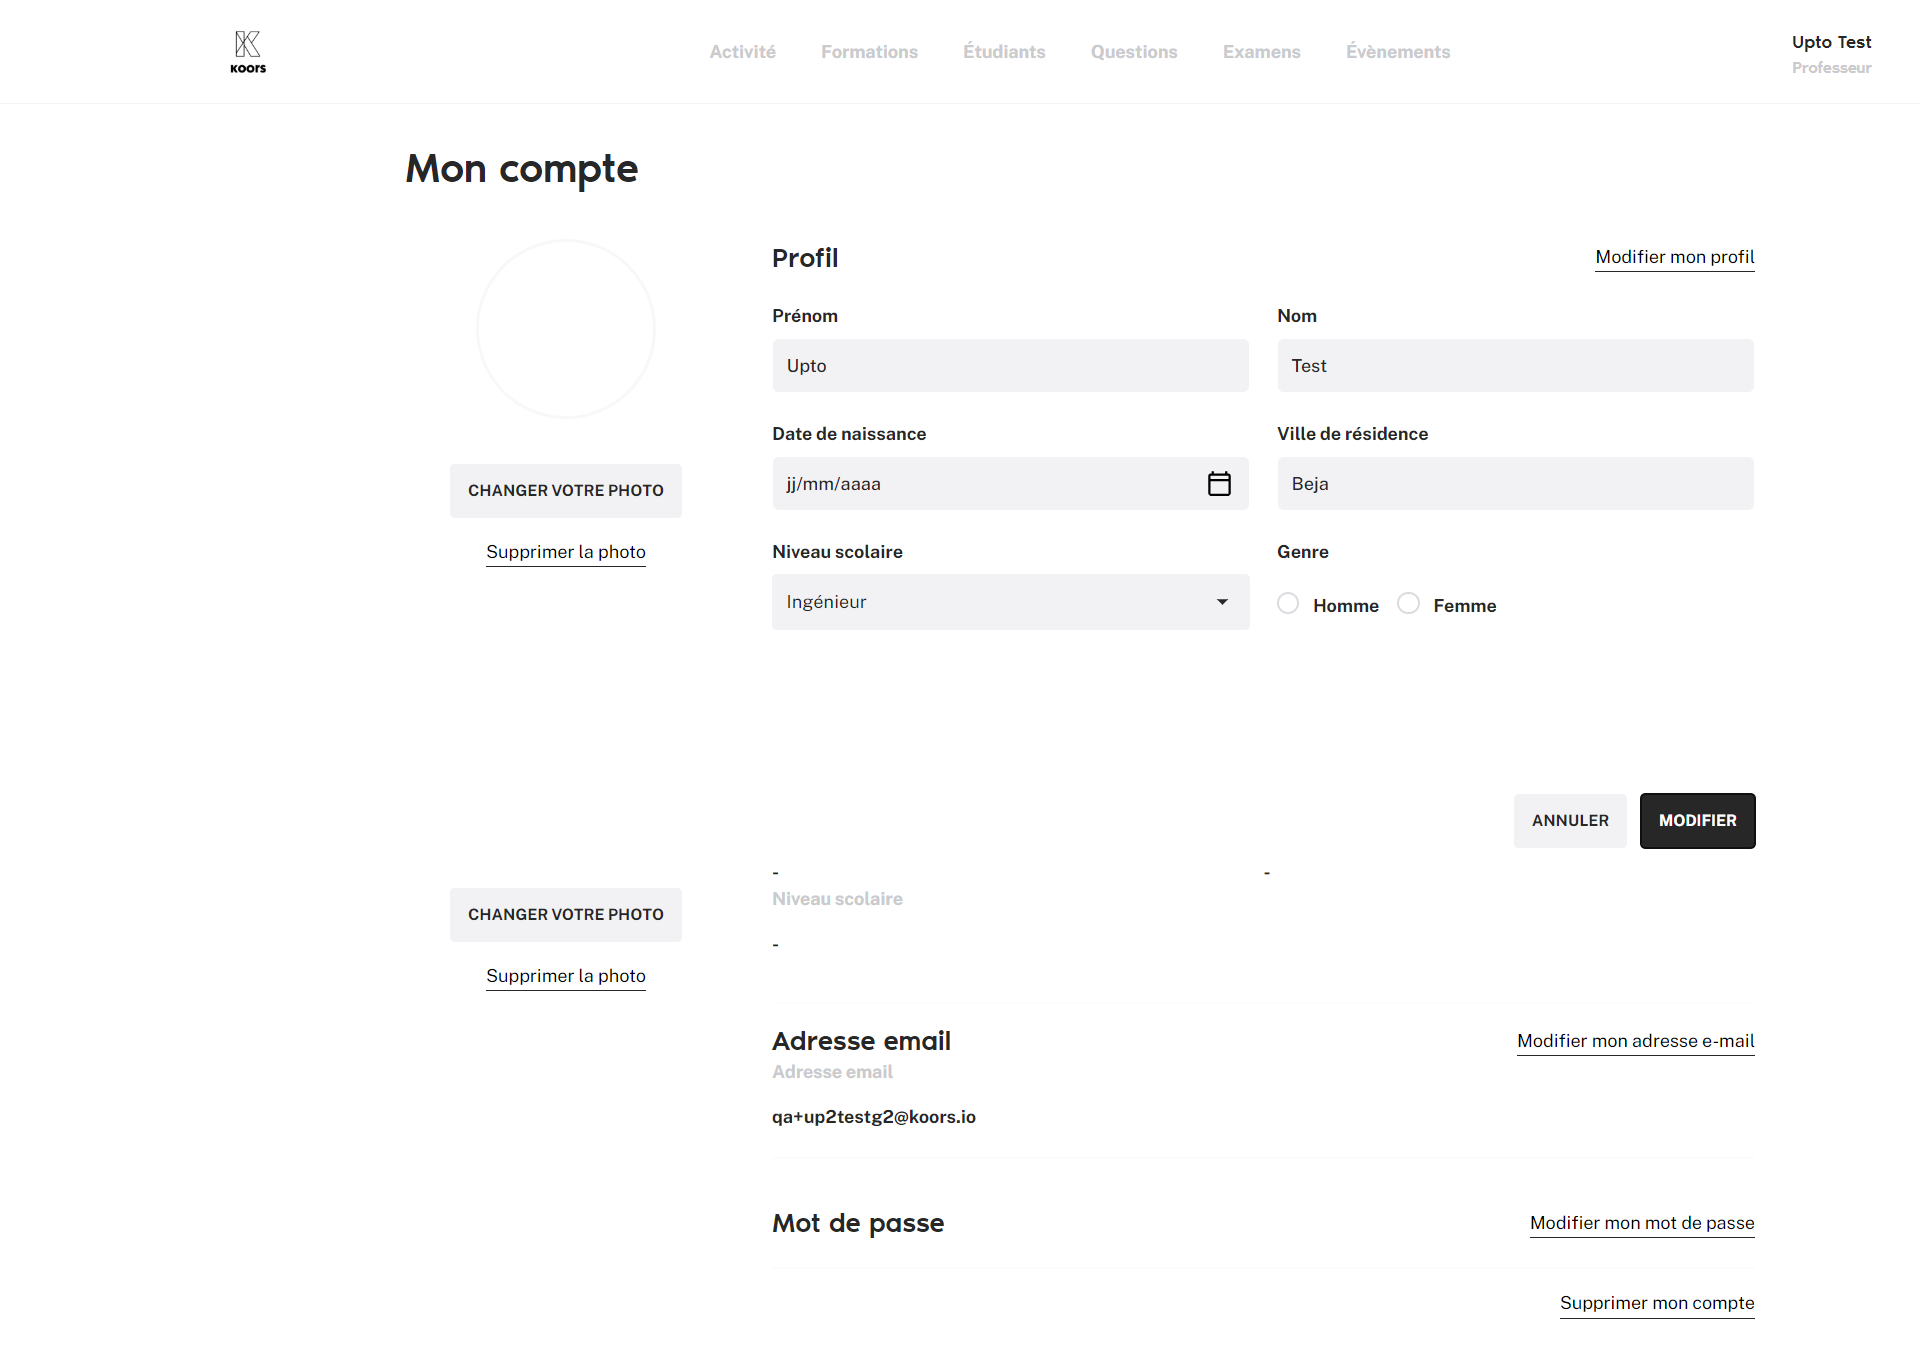 KOORS
Activité Formations Étudiants Questions Examens Évènements
Upto Test
Professeur
Mon compte
Profil
Modifier mon profil
Prénom
Nom
Upto
Test
Date de naissance
Ville de résidence
jj/mm/aaaa
Beja
CHANGER VOTRE PHOTO
Supprimer la photo
Niveau scolaire
Genre
Ingénieur
Homme Femme
ANNULER
MODIFIER
- -
Niveau scolaire
-
CHANGER VOTRE PHOTO
Supprimer la photo
Adresse email
Modifier mon adresse e-mail
Adresse email
qa+up2testg2@koors.io
Mot de passe
Modifier mon mot de passe
Supprimer mon compte